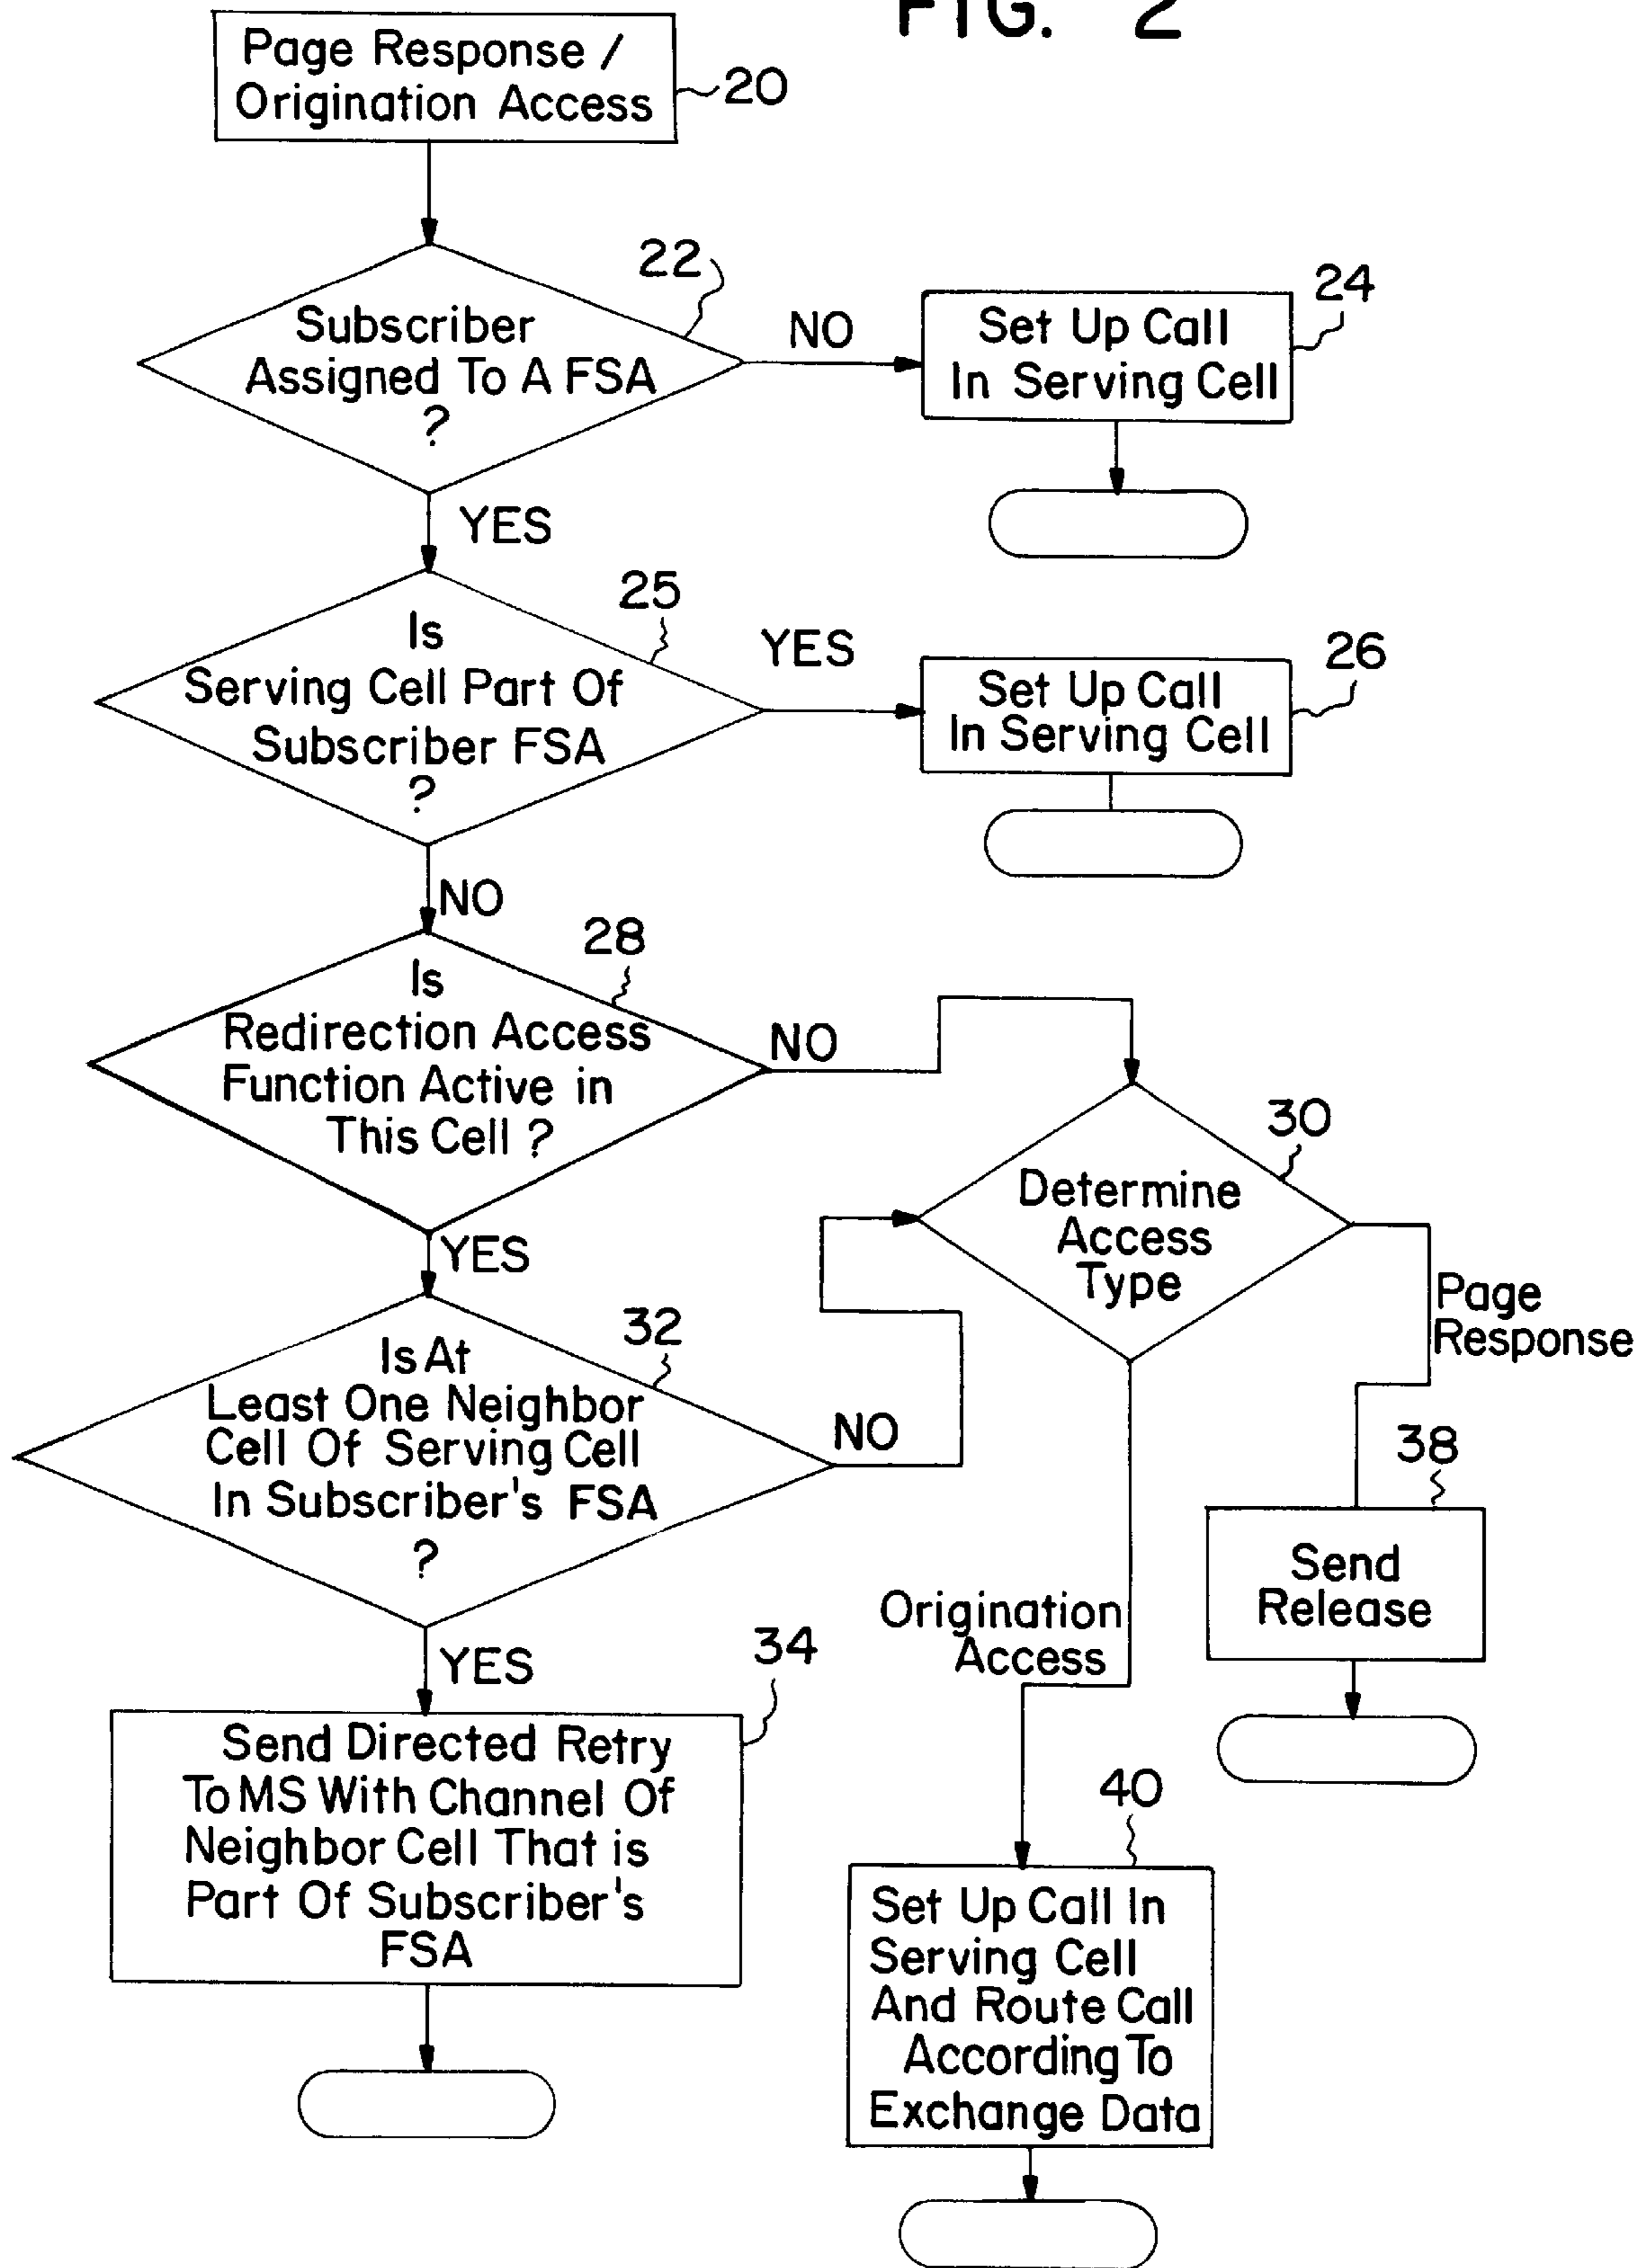 FIG. 2
Page Response /
Origination Access
20
22
Subscriber
Assigned To A FSA
?
NO
24
Set Up Call
In Serving Cell
YES
25
Is
Serving Cell Part Of
Subscriber FSA
?
YES
26
Set Up Call
In Serving Cell
NO
28
Is
Redirection Access
Function Active in
This Cell ?
NO
30
Determine
Access
Type
YES
Page
Response
32
Is At
Least One Neighbor
Cell Of Serving Cell
In Subscriber's FSA
?
NO
38
Send
Release
Origination
Access
YES
34
Send Directed Retry
To MS With Channel Of
Neighbor Cell That is
Part Of Subscriber's
FSA
40
Set Up Call In
Serving Cell
And Route Call
According To
Exchange Data